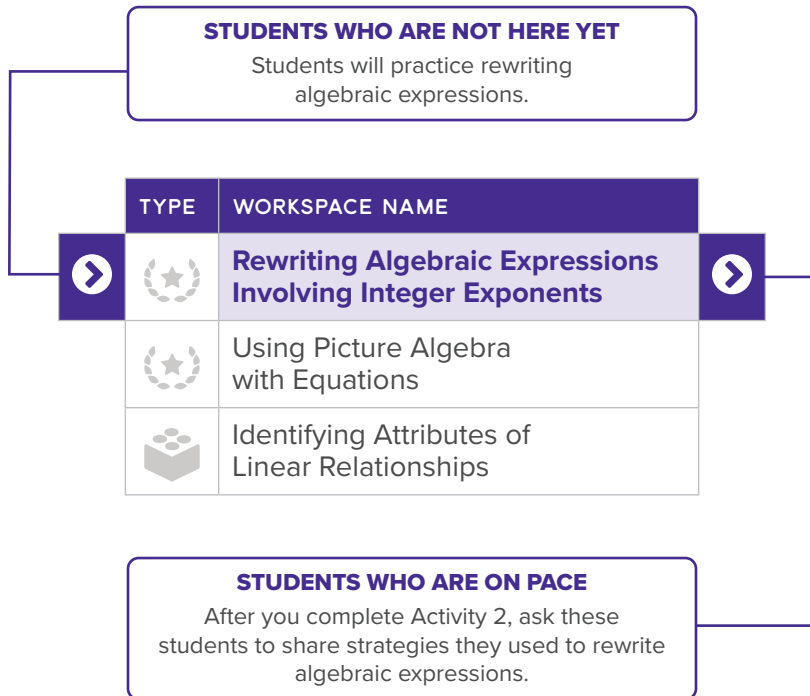 STUDENTS WHO ARE NOT HERE YET
Students will practice rewriting
algebraic expressions.
TYPE WORKSPACE NAME
Rewriting Algebraic Expressions
Involving Integer Exponents
Using Picture Algebra
with Equations
Identifying Attributes of
Linear Relationships
STUDENTS WHO ARE ON PACE
After you complete Activity 2, ask these
students to share strategies they used to rewrite
algebraic expressions.